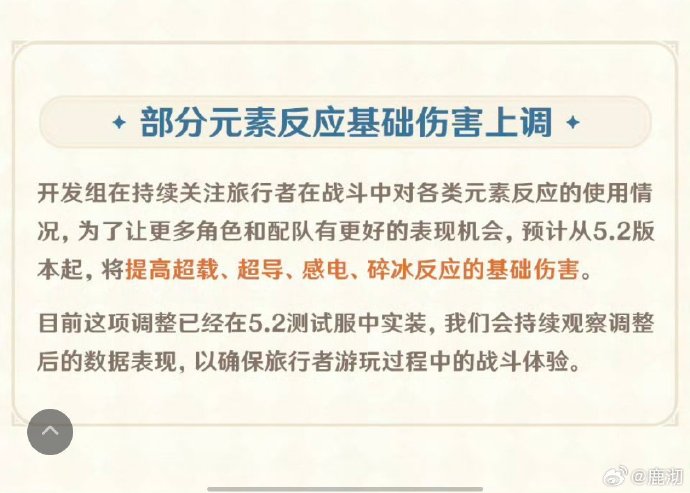 部分元素反应基础伤害上调
开发组在持续关注旅行者在战斗中对各类元素反应的使用情
况，为了让更多角色和配队有更好的表现机会，预计从5.2版
本起，将提高超载、超导、感电、碎冰反应的基础伤害。
目前这项调整已经在5.2测试服中实装，我们会持续观察调整
后的数据表现，以确保旅行者游玩过程中的战斗体验。
@鹿沏